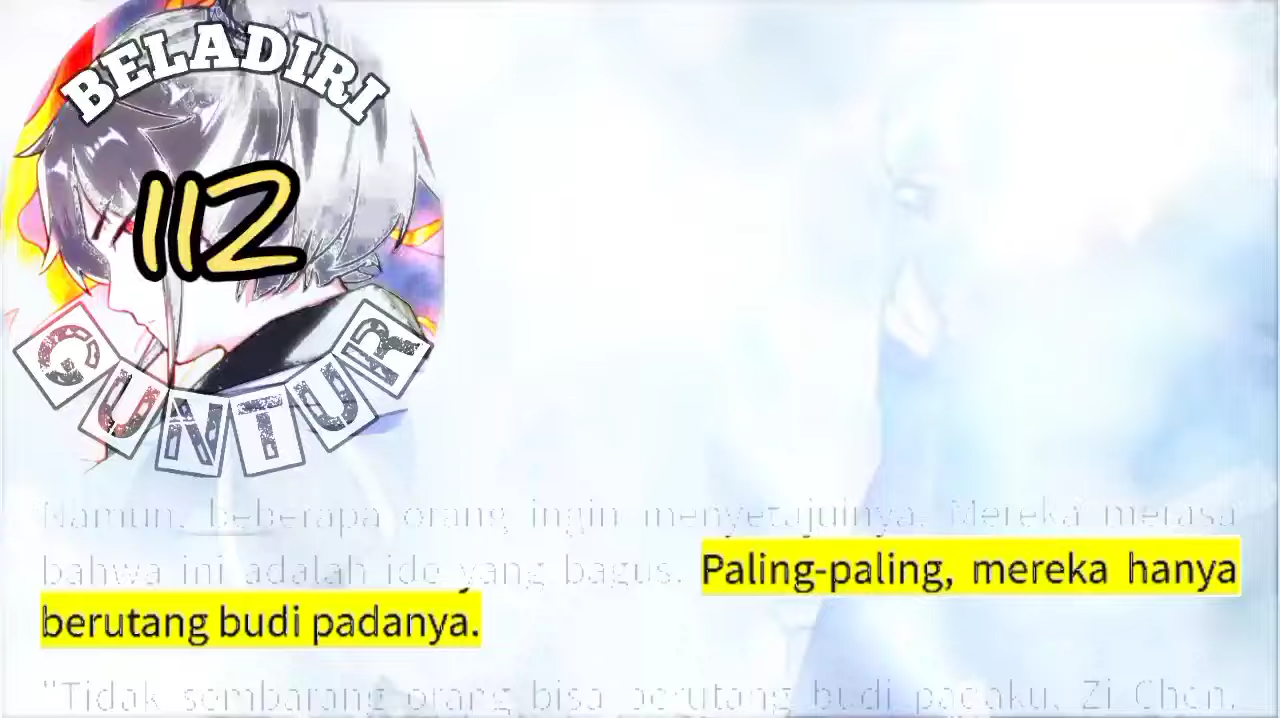 BELADIRI
112
GUNTUR
Namun, beberapa orang ingin menyetujuinya. Mereka merasa
bahwa ini adalah ide yang bagus. Paling-paling, mereka hanya
berutang budi padanya.
"Tidak sembarang orang bisa berutang budi padaku, Zi Chen.